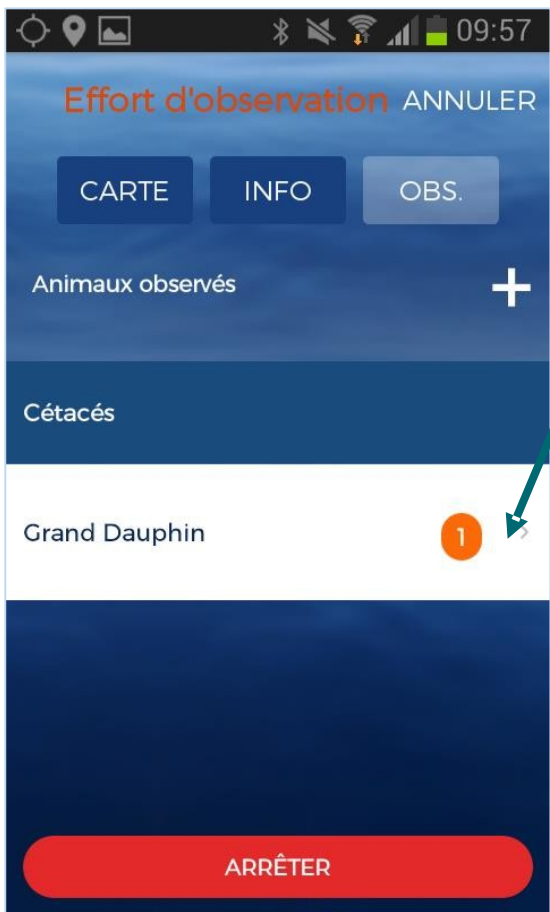 09:57
Effort d'observation ANNULER
CARTE INFO OBS.
Animaux observés +
Cétacés
Grand Dauphin 1 >
ARRÊTER